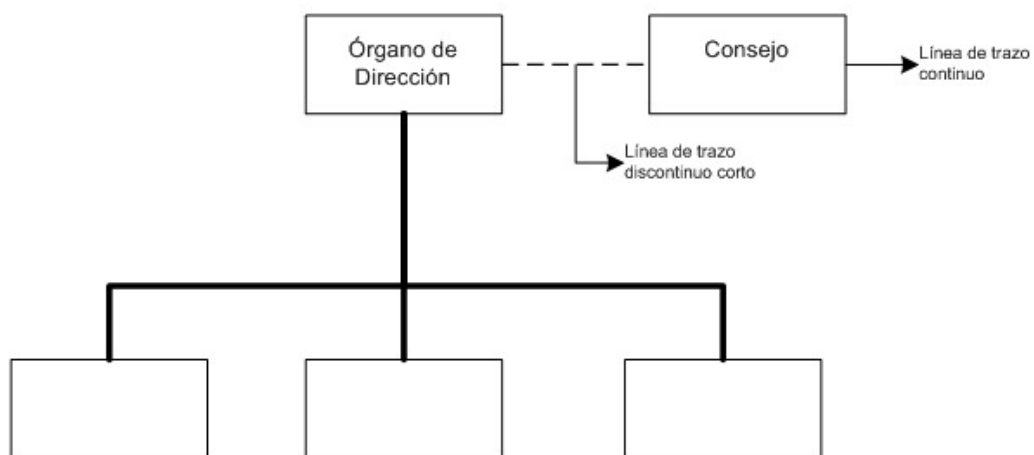 Órgano de
Dirección
Consejo
Línea de trazo
continuo
Línea de trazo
discontinuo corto